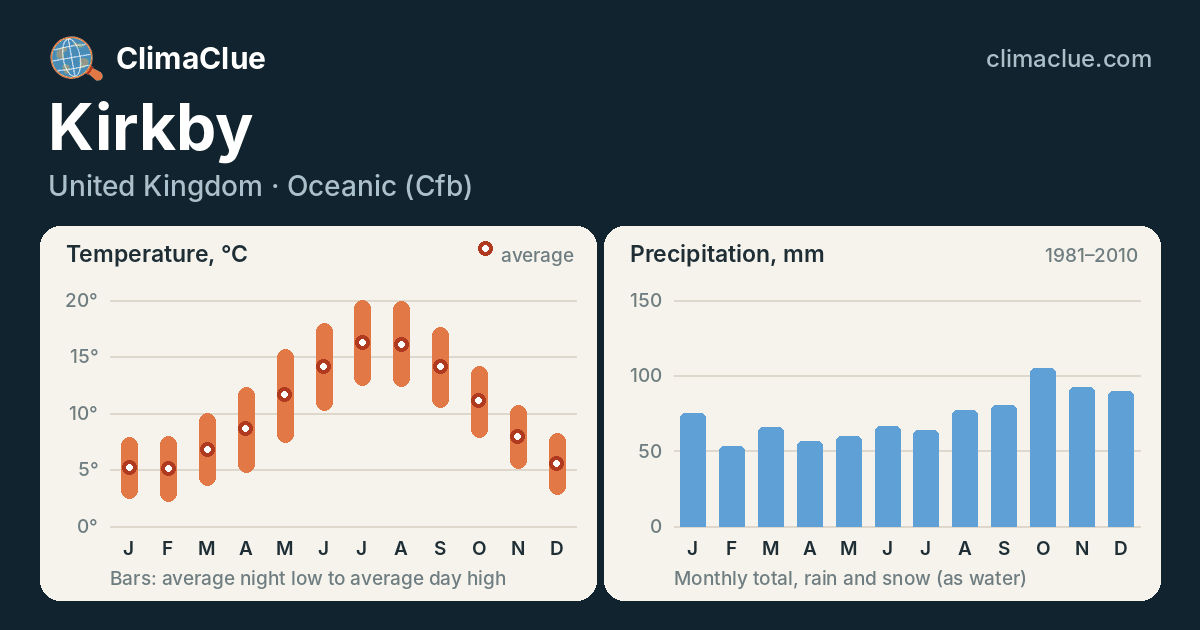 ClimaClue
climaclue.com
Kirkby
United Kingdom · Oceanic (Cfb)
Temperature, °C
average
20°
15°
10°
5°
0°
J F M A M J J A S O N D
Bars: average night low to average day high
Precipitation, mm
1981–2010
150
100
50
0
J F M A M J J A S O N D
Monthly total, rain and snow (as water)